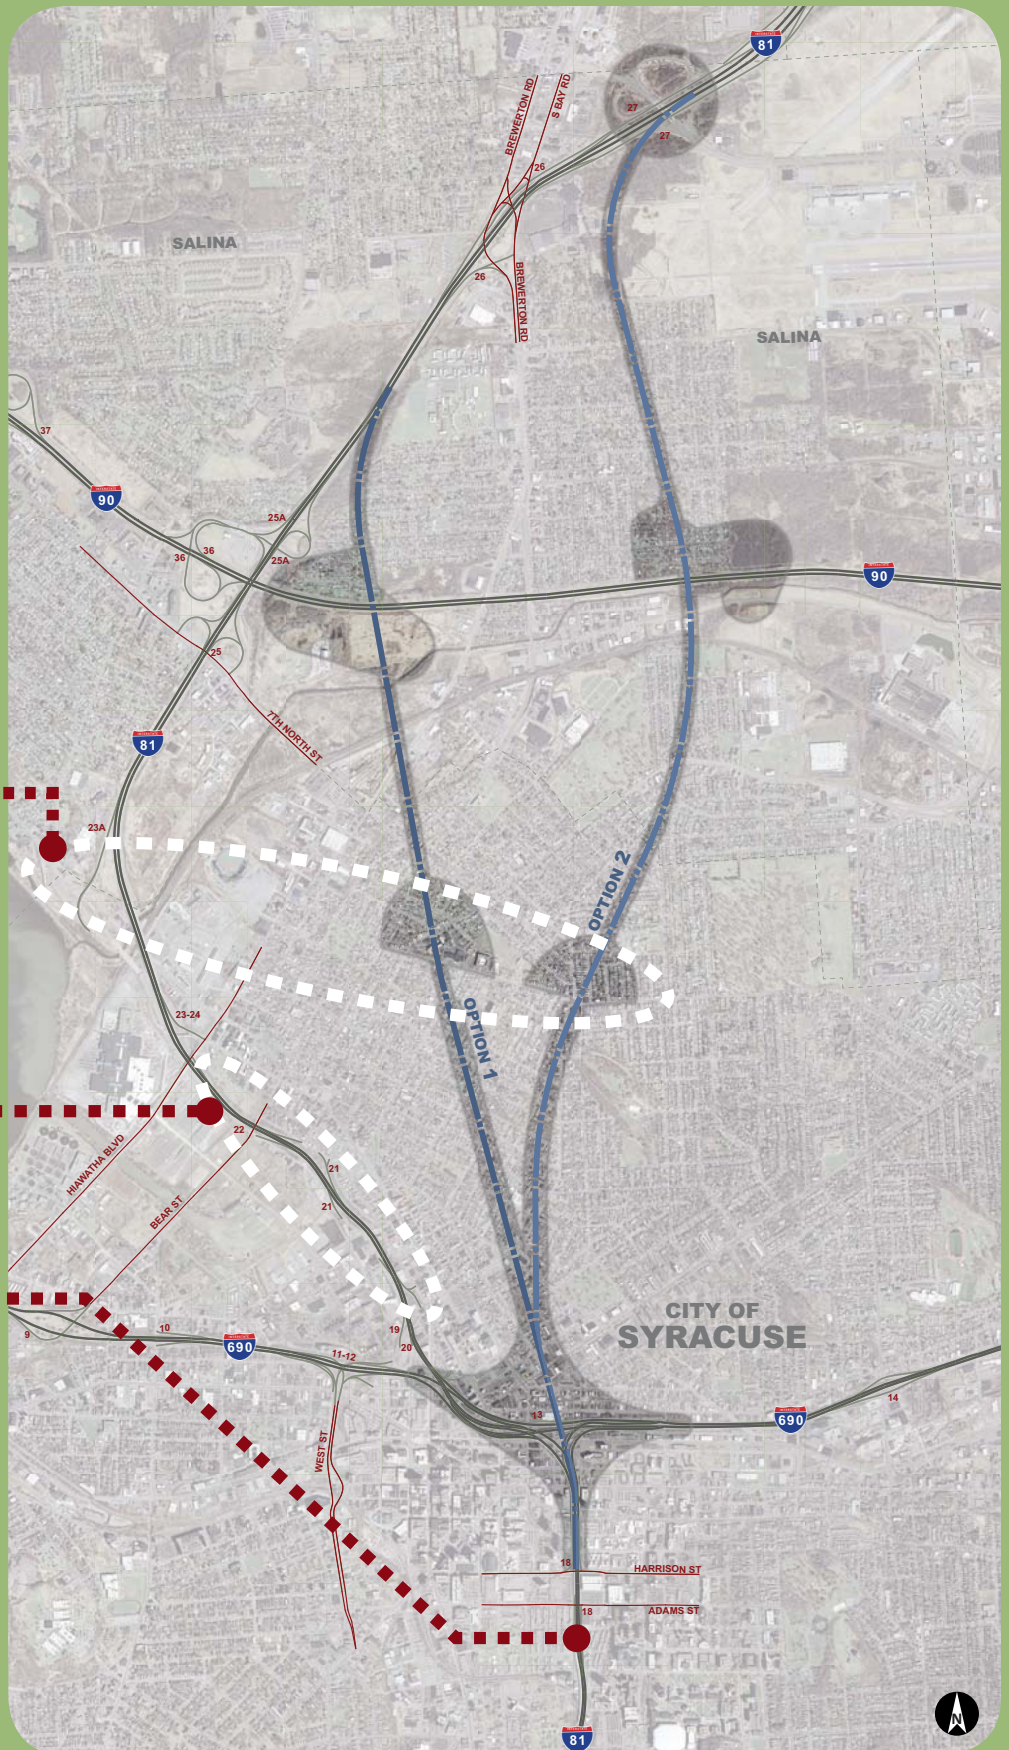 81
BREWERTON RD
S BAY RD
27
27
26
SALINA
26
BREWERTON RD
SALINA
37
90
25A
36
36
25A
90
25
7TH NORTH ST
81
23A
OPTION 2
OPTION 1
23-24
22
HIAWATHA BLVD
21
BEAR ST
21
CITY OF
SYRACUSE
9
10
690
19
20
11-12
14
13
690
WEST ST
18
HARRISON ST
18
ADAMS ST
N
81